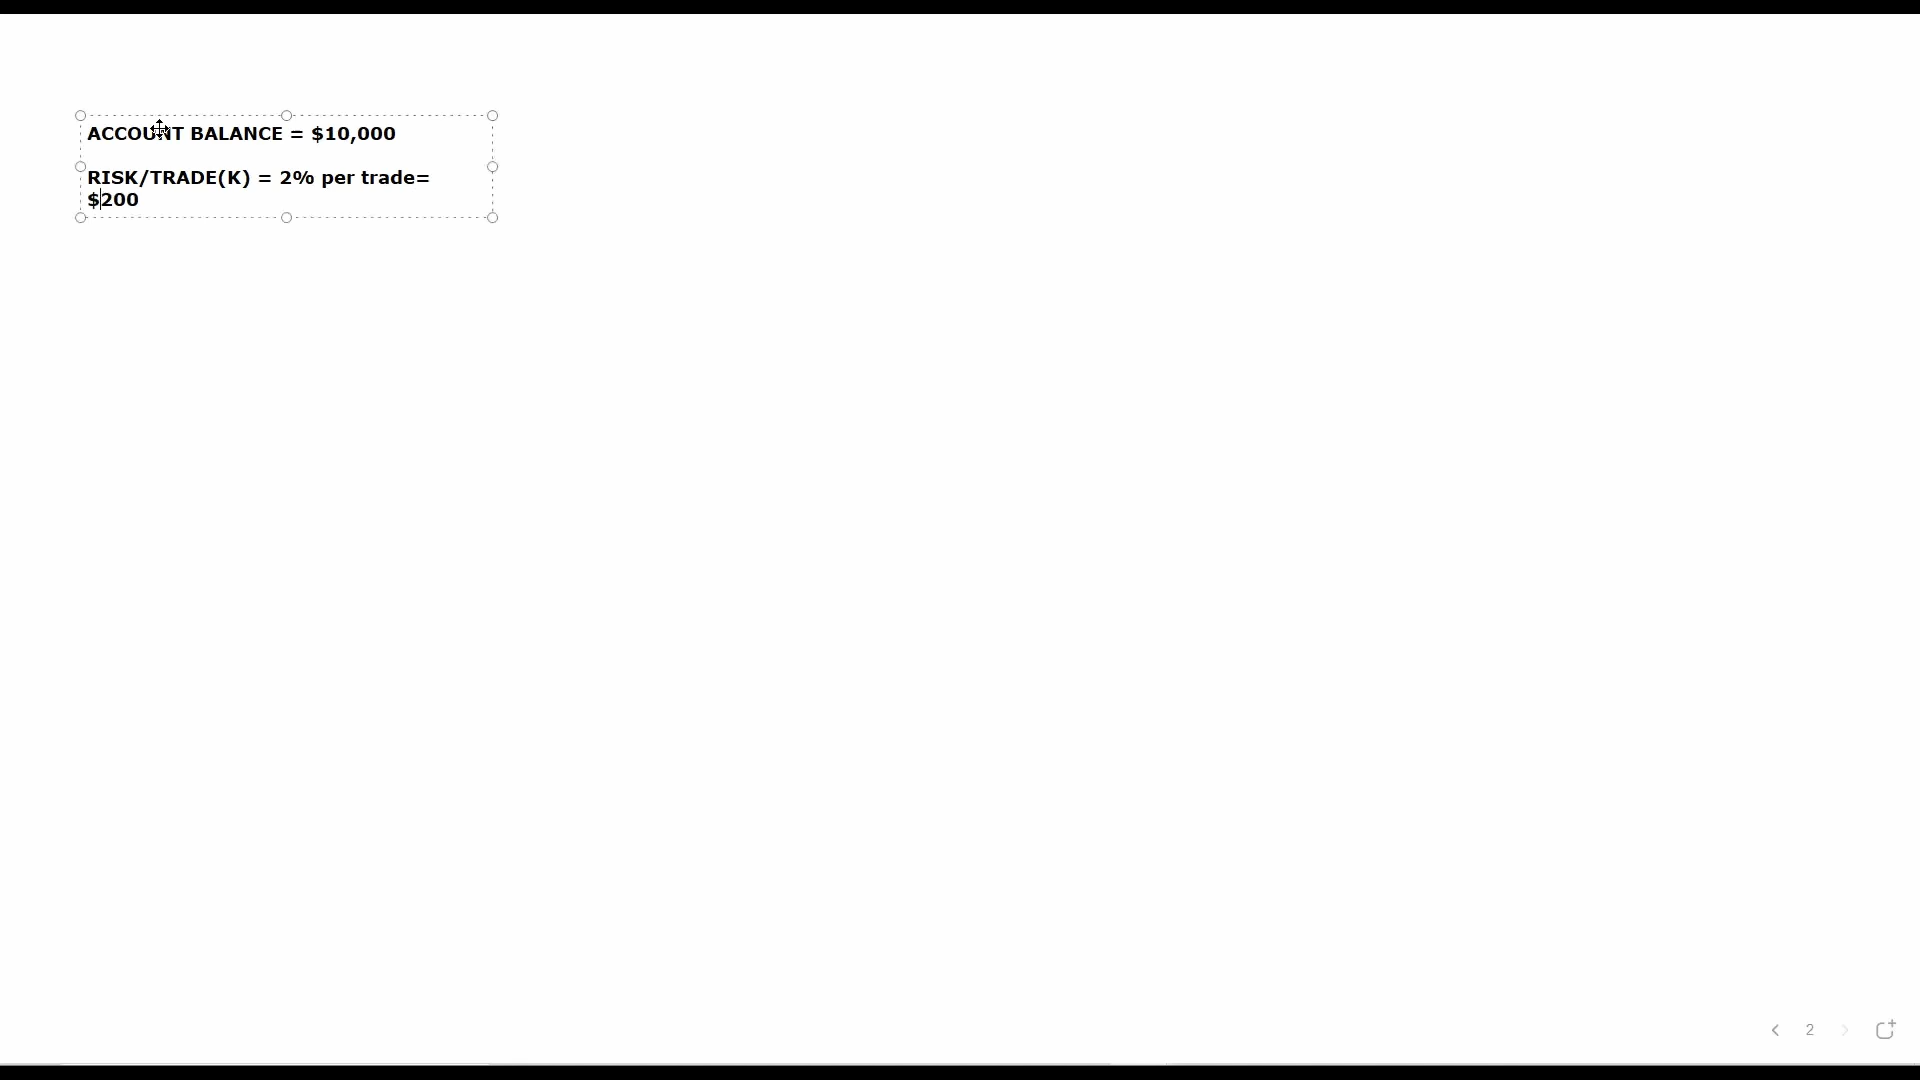 ACCOUNT BALANCE = $10,000
RISK/TRADE(K) = 2% per trade=
$200
2